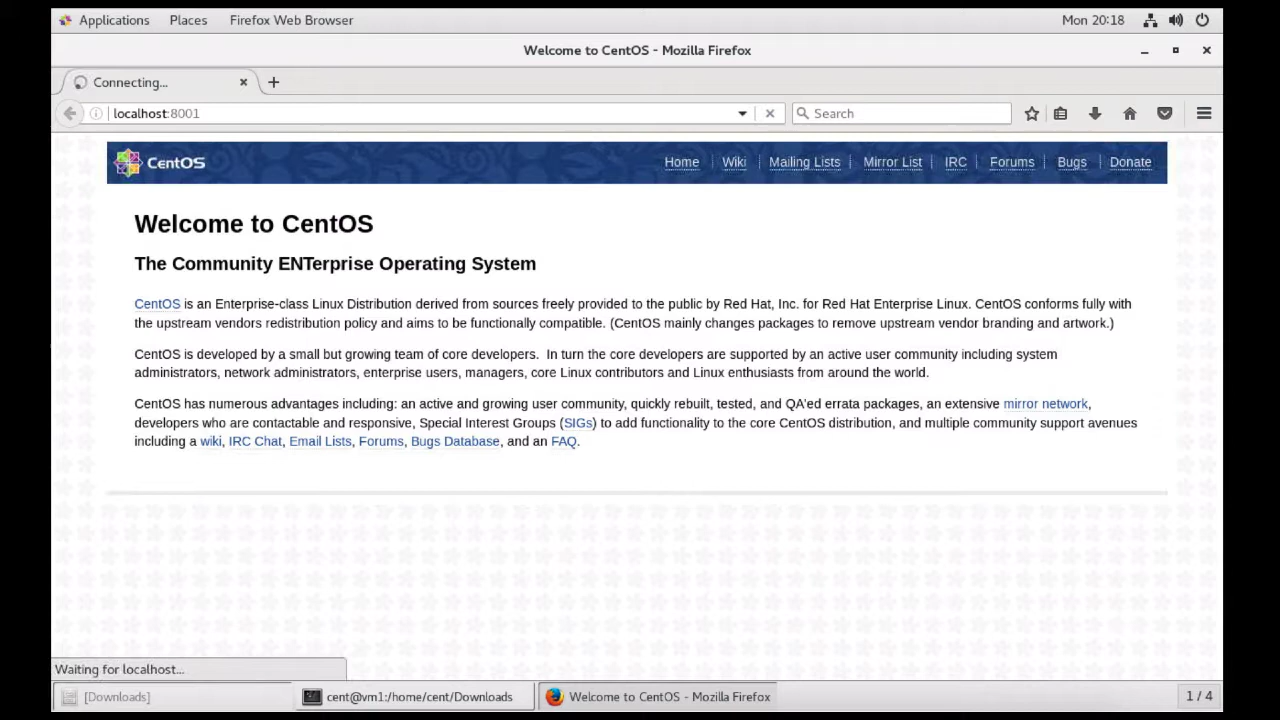 Applications Places Firefox Web Browser Mon 20:18
Welcome to CentOS - Mozilla Firefox
Connecting...
localhost:8001 Search
CentOS Home Wiki Mailing Lists Mirror List IRC Forums Bugs Donate
Welcome to CentOS
The Community ENTerprise Operating System
CentOS is an Enterprise-class Linux Distribution derived from sources freely provided to the public by Red Hat, Inc. for Red Hat Enterprise Linux. CentOS conforms fully with
the upstream vendors redistribution policy and aims to be functionally compatible. (CentOS mainly changes packages to remove upstream vendor branding and artwork.)
CentOS is developed by a small but growing team of core developers.  In turn the core developers are supported by an active user community including system
administrators, network administrators, enterprise users, managers, core Linux contributors and Linux enthusiasts from around the world.
CentOS has numerous advantages including: an active and growing user community, quickly rebuilt, tested, and QA'ed errata packages, an extensive mirror network,
developers who are contactable and responsive, Special Interest Groups (SIGs) to add functionality to the core CentOS distribution, and multiple community support avenues
including a wiki, IRC Chat, Email Lists, Forums, Bugs Database, and an FAQ.
Waiting for localhost...
[Downloads] cent@vm1:/home/cent/Downloads Welcome to CentOS - Mozilla Firefox 1 / 4